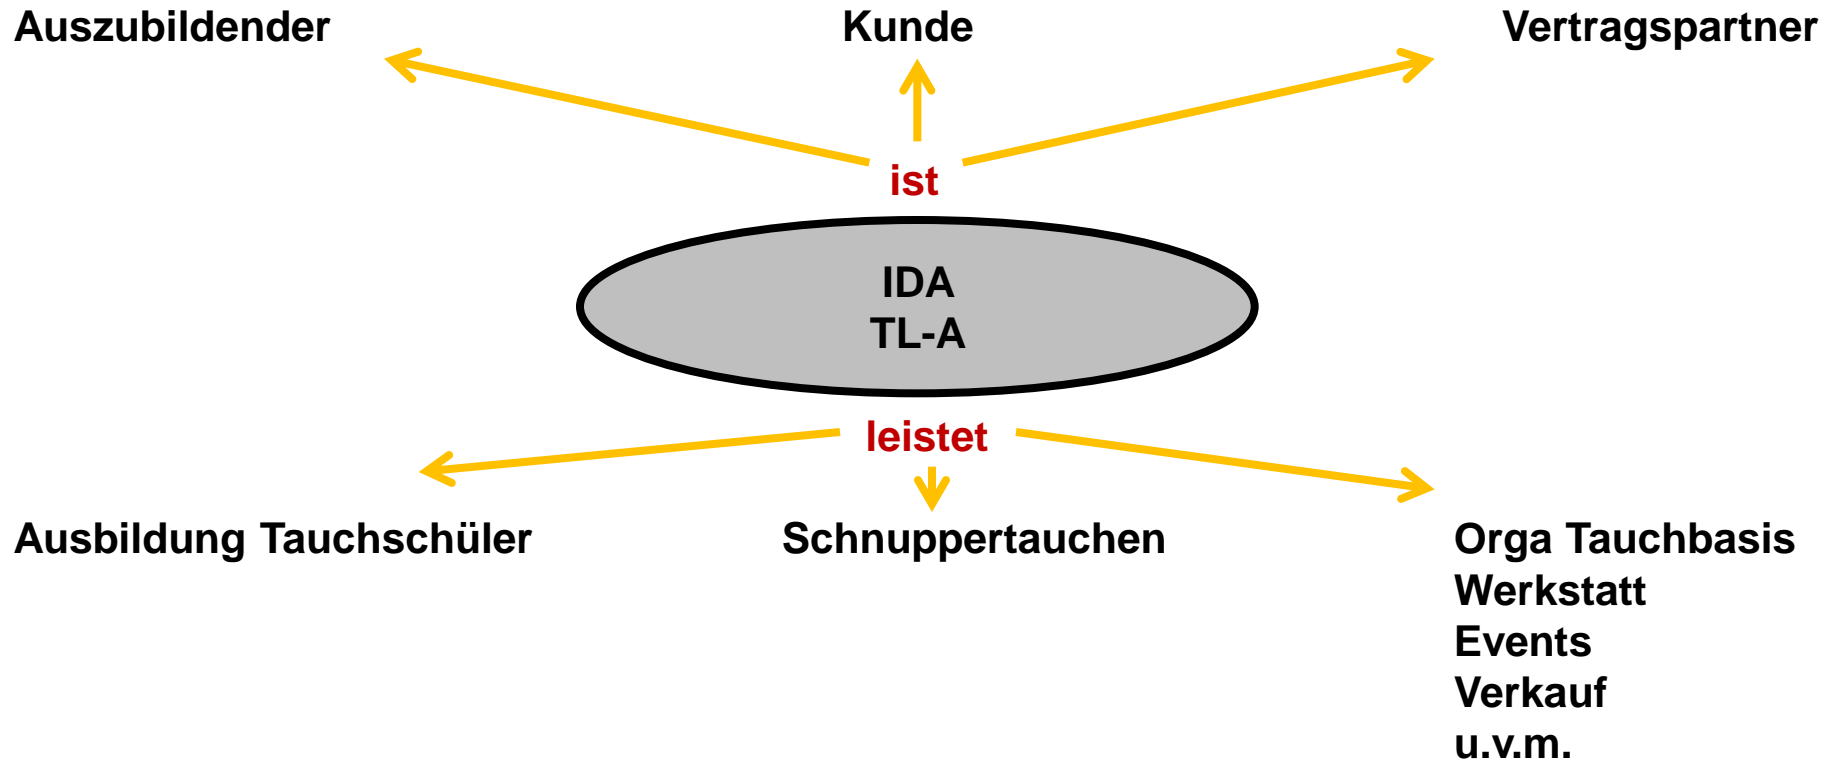 Auszubildender
Kunde
Vertragspartner
ist
IDA
TL-A
leistet
Ausbildung Tauchschüler
Schnuppertauchen
Orga Tauchbasis
Werkstatt
Events
Verkauf
u.v.m.